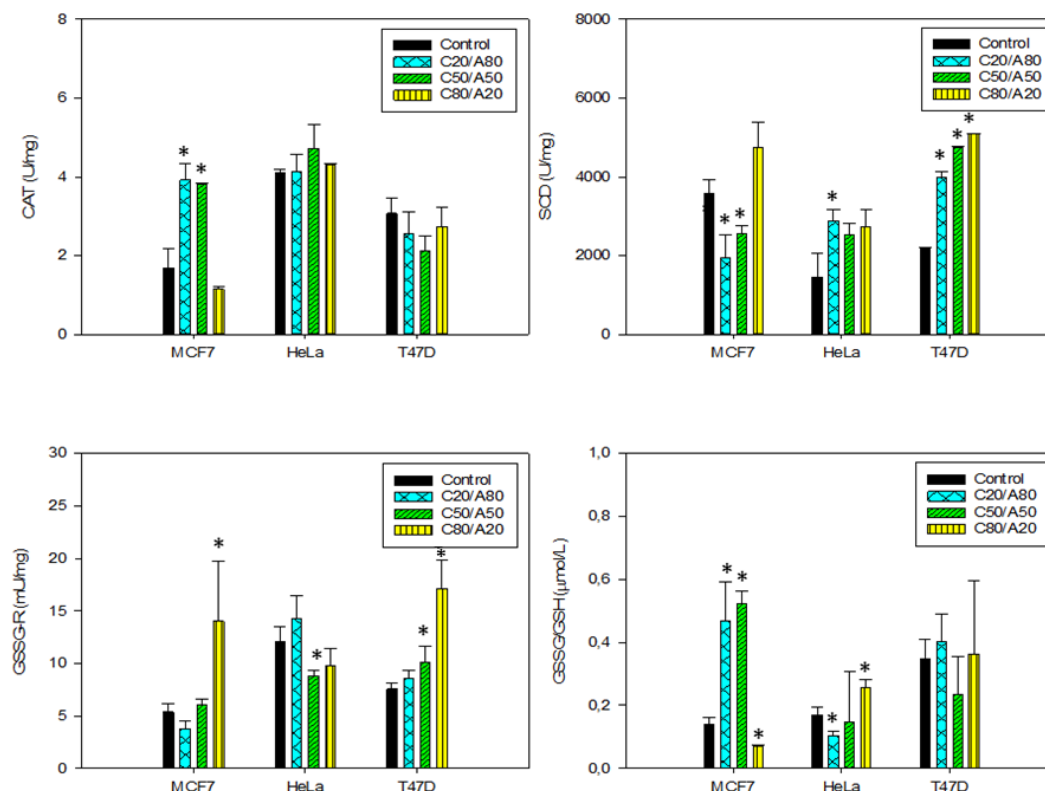 CAT (U/mg)
8
6
4
2
0
Control
C20/A80
C50/A50
C80/A20
* *
MCF7 HeLa T47D
SCD (U/mg)
8000
6000
4000
2000
0
Control
C20/A80
C50/A50
C80/A20
* * * * * *
MCF7 HeLa T47D
GSSG-R (mU/mg)
30
25
20
15
10
5
0
Control
C20/A80
C50/A50
C80/A20
* * * *
MCF7 HeLa T47D
GSSG/GSH (μmol/L)
1,0
0,8
0,6
0,4
0,2
0,0
Control
C20/A80
C50/A50
C80/A20
* * * * *
MCF7 HeLa T47D